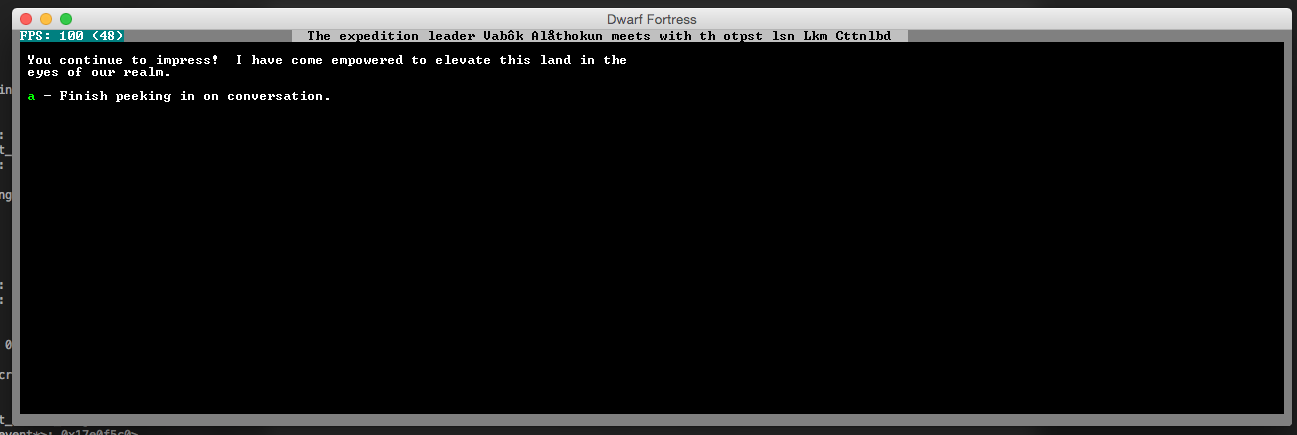 Dwarf Fortress
FPS: 100 (48)
The expedition leader Vabôk Alåthokun meets with th otpst lsn Lkm Cttnlbd
You continue to impress!  I have come empowered to elevate this land in the
eyes of our realm.
a - Finish peeking in on conversation.